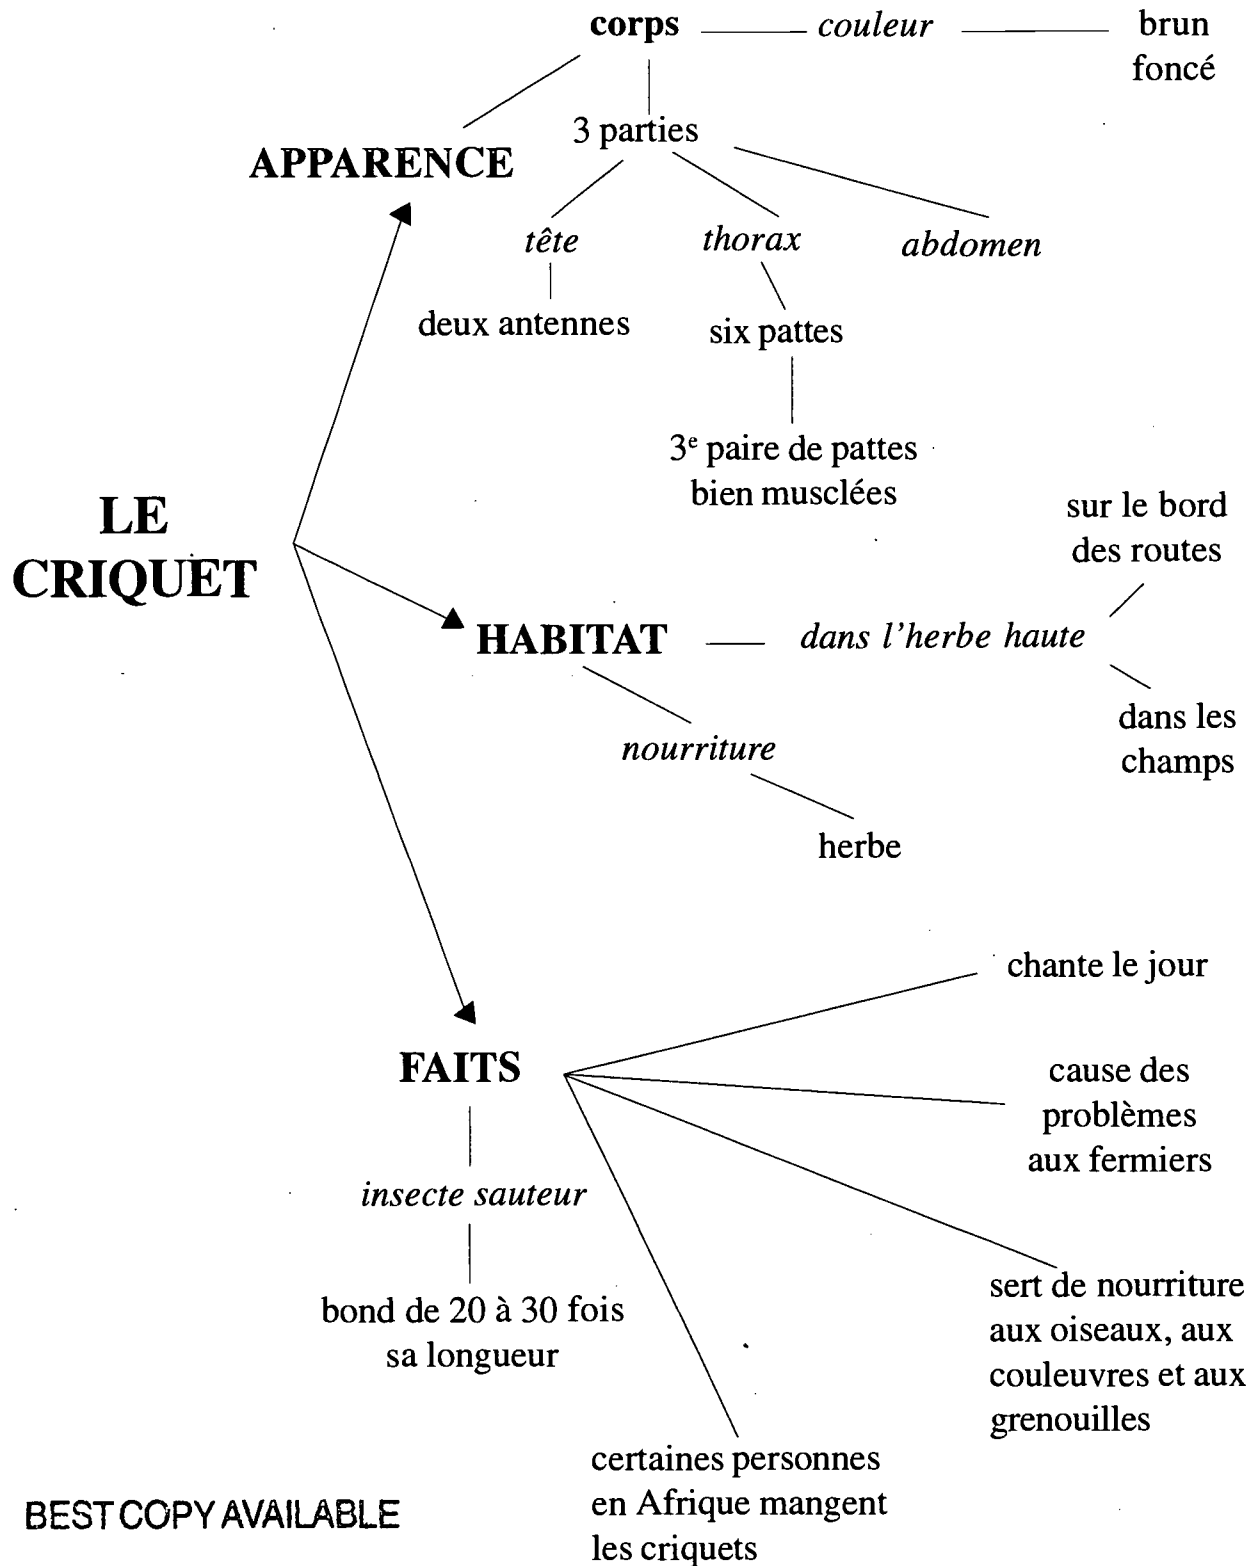 corps
couleur
brun
foncé
APPARENCE
3 parties
tête
thorax
abdomen
deux antennes
six pattes
3e paire de pattes
bien musclées
LE
CRIQUET
HABITAT
dans l'herbe haute
sur le bord
des routes
dans les
champs
nourriture
herbe
FAITS
chante le jour
cause des
problèmes
aux fermiers
sert de nourriture
aux oiseaux, aux
couleuvres et aux
grenouilles
certaines personnes
en Afrique mangent
les criquets
insecte sauteur
bond de 20 à 30 fois
sa longueur
BEST COPY AVAILABLE